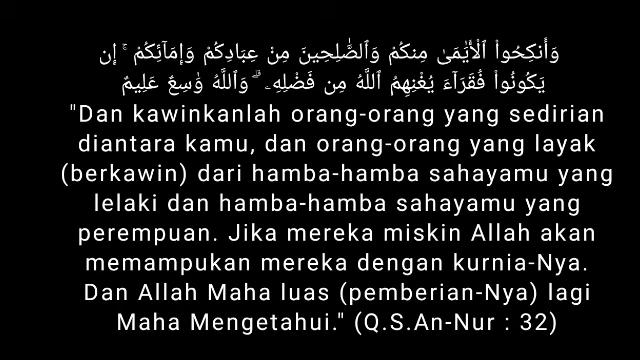 وَأَنكِحُوا۟ ٱلْأَيَٰمَىٰ مِنكُمْ وَٱلصَّٰلِحِينَ مِنْ عِبَادِكُمْ وَإِمَآئِكُمْ ۚ إِن
يَكُونُوا۟ فُقَرَآءَ يُغْنِهِمُ ٱللَّهُ مِن فَضْلِهِۦ ۗ وَٱللَّهُ وَٰسِعٌ عَلِيمٌ
"Dan kawinkanlah orang-orang yang sedirian
diantara kamu, dan orang-orang yang layak
(berkawin) dari hamba-hamba sahayamu yang
lelaki dan hamba-hamba sahayamu yang
perempuan. Jika mereka miskin Allah akan
memampukan mereka dengan kurnia-Nya.
Dan Allah Maha luas (pemberian-Nya) lagi
Maha Mengetahui." (Q.S.An-Nur : 32)